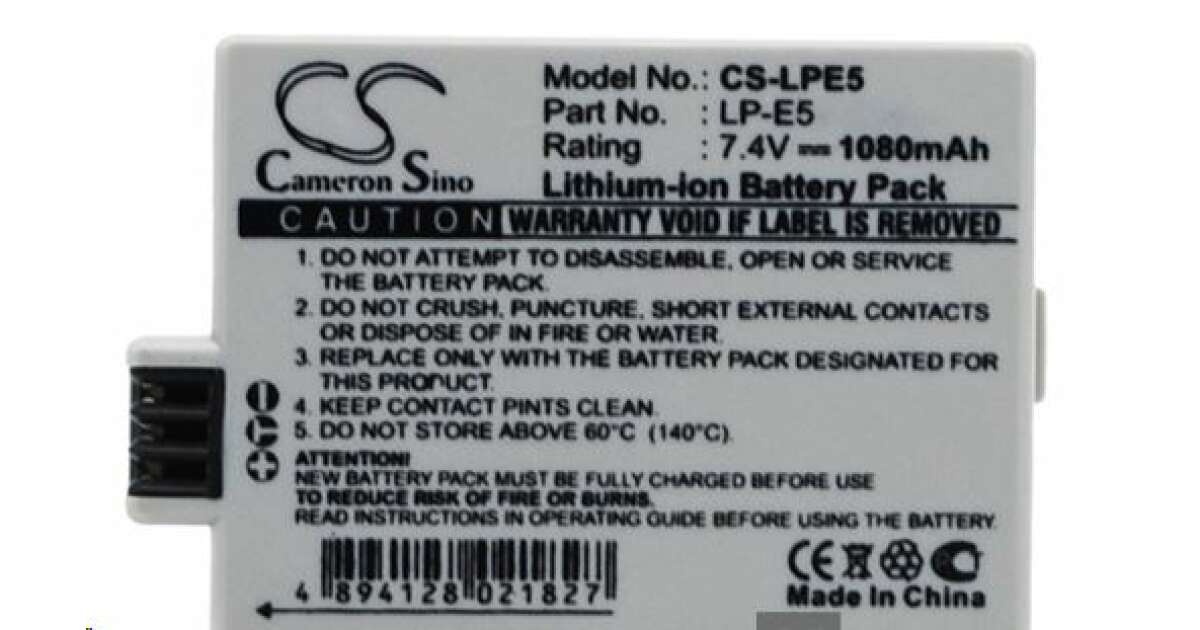 Model No.: CS-LPE5
Part No. : LP-E5
Rating : 7.4V ⎓ 1080mAh
Lithium-ion Battery Pack
CS
Cameron Sino
CAUTION WARRANTY VOID IF LABEL IS REMOVED
1. DO NOT ATTEMPT TO DISASSEMBLE, OPEN OR SERVICE
THE BATTERY PACK.
2. DO NOT CRUSH, PUNCTURE, SHORT EXTERNAL CONTACTS
OR DISPOSE OF IN FIRE OR WATER.
3. REPLACE ONLY WITH THE BATTERY PACK DESIGNATED FOR
THIS PRODUCT.
4. KEEP CONTACT PINTS CLEAN.
5. DO NOT STORE ABOVE 60°C (140°C).
ATTENTION!
NEW BATTERY PACK MUST BE FULLY CHARGED BEFORE USE
TO REDUCE RISK OF FIRE OR BURNS.
READ INSTRUCTIONS IN OPERATING GUIDE BEFORE USING THE BATTERY.
4 894128 021827
CE
Made In China